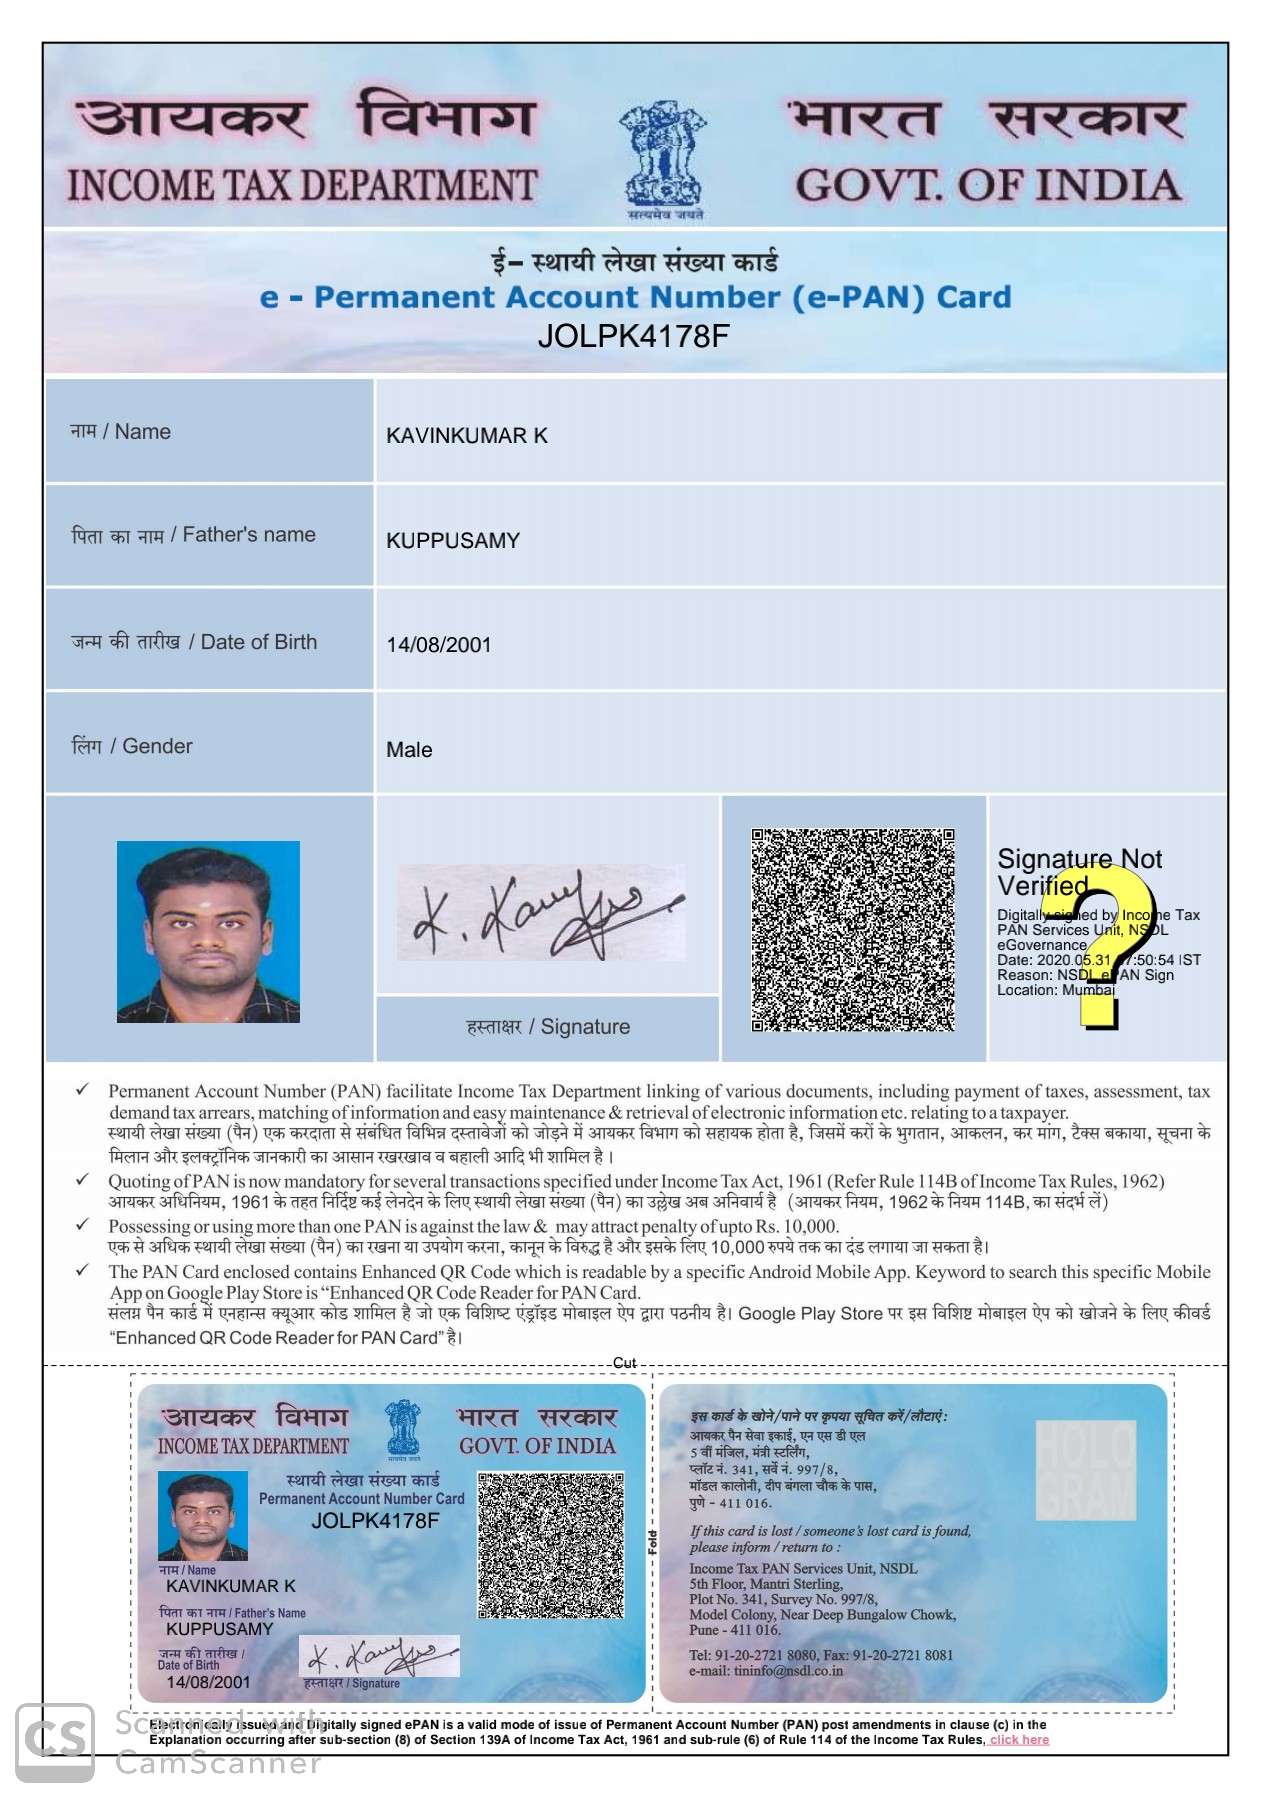 आयकर विभाग
INCOME TAX DEPARTMENT
सत्यमेव जयते
भारत सरकार
GOVT. OF INDIA
ई– स्थायी लेखा संख्या कार्ड
e - Permanent Account Number (e-PAN) Card
JOLPK4178F
नाम / Name
KAVINKUMAR K
पिता का नाम / Father's name
KUPPUSAMY
जन्म की तारीख / Date of Birth
14/08/2001
लिंग / Gender
Male
K. Kavin
हस्ताक्षर / Signature
Signature Not
Verified
Digitally signed by Income Tax
PAN Services Unit, NSDL
eGovernance
Date: 2020.05.31 07:50:54 IST
Reason: NSDL ePAN Sign
Location: Mumbai
?
✓ Permanent Account Number (PAN) facilitate Income Tax Department linking of various documents, including payment of taxes, assessment, tax
demand tax arrears, matching of information and easy maintenance & retrieval of electronic information etc. relating to a taxpayer.
स्थायी लेखा संख्या (पैन) एक करदाता से संबंधित विभिन्न दस्तावेजों को जोड़ने में आयकर विभाग को सहायक होता है, जिसमें करों के भुगतान, आकलन, कर मांग, टैक्स बकाया, सूचना के
मिलान और इलक्ट्रॉनिक जानकारी का आसान रखरखाव व बहाली आदि भी शामिल है ।
✓ Quoting of PAN is now mandatory for several transactions specified under Income Tax Act, 1961 (Refer Rule 114B of Income Tax Rules, 1962)
आयकर अधिनियम, 1961 के तहत निर्दिष्ट कई लेनदेन के लिए स्थायी लेखा संख्या (पैन) का उल्लेख अब अनिवार्य है (आयकर नियम, 1962 के नियम 114B, का संदर्भ लें)
✓ Possessing or using more than one PAN is against the law & may attract penalty of upto Rs. 10,000.
एक से अधिक स्थायी लेखा संख्या (पैन) का रखना या उपयोग करना, कानून के विरुद्ध है और इसके लिए 10,000 रुपये तक का दंड लगाया जा सकता है।
✓ The PAN Card enclosed contains Enhanced QR Code which is readable by a specific Android Mobile App. Keyword to search this specific Mobile
App on Google Play Store is “Enhanced QR Code Reader for PAN Card.
संलग्न पैन कार्ड में एनहान्स क्यूआर कोड शामिल है जो एक विशिष्ट एंड्रॉइड मोबाइल ऐप द्वारा पठनीय है। Google Play Store पर इस विशिष्ट मोबाइल ऐप को खोजने के लिए कीवर्ड
“Enhanced QR Code Reader for PAN Card” है।
Cut
आयकर विभाग
INCOME TAX DEPARTMENT
भारत सरकार
GOVT. OF INDIA
स्थायी लेखा संख्या कार्ड
Permanent Account Number Card
JOLPK4178F
नाम / Name
KAVINKUMAR K
पिता का नाम / Father's Name
KUPPUSAMY
जन्म की तारीख /
Date of Birth
14/08/2001
K. Kavin
हस्ताक्षर / Signature
Fold
इस कार्ड के खोने/पाने पर कृपया सूचित करें/लौटाएं :
आयकर पैन सेवा इकाई, एन एस डी एल
5 वीं मंजिल, मंत्री स्टर्लिंग,
प्लॉट नं. 341, सर्वे नं. 997/8,
मॉडल कालोनी, दीप बंगला चौक के पास,
पुणे – 411 016.
If this card is lost / someone's lost card is found,
please inform / return to :
Income Tax PAN Services Unit, NSDL
5th Floor, Mantri Sterling,
Plot No. 341, Survey No. 997/8,
Model Colony, Near Deep Bungalow Chowk,
Pune - 411 016.
Tel: 91-20-2721 8080, Fax: 91-20-2721 8081
e-mail: tininfo@nsdl.co.in
HOLO
GRAM
Electronically issued and Digitally signed ePAN is a valid mode of issue of Permanent Account Number (PAN) post amendments in clause (c) in the
Explanation occurring after sub-section (8) of Section 139A of Income Tax Act, 1961 and sub-rule (6) of Rule 114 of the Income Tax Rules, click here
CS
Scanned with
CamScanner